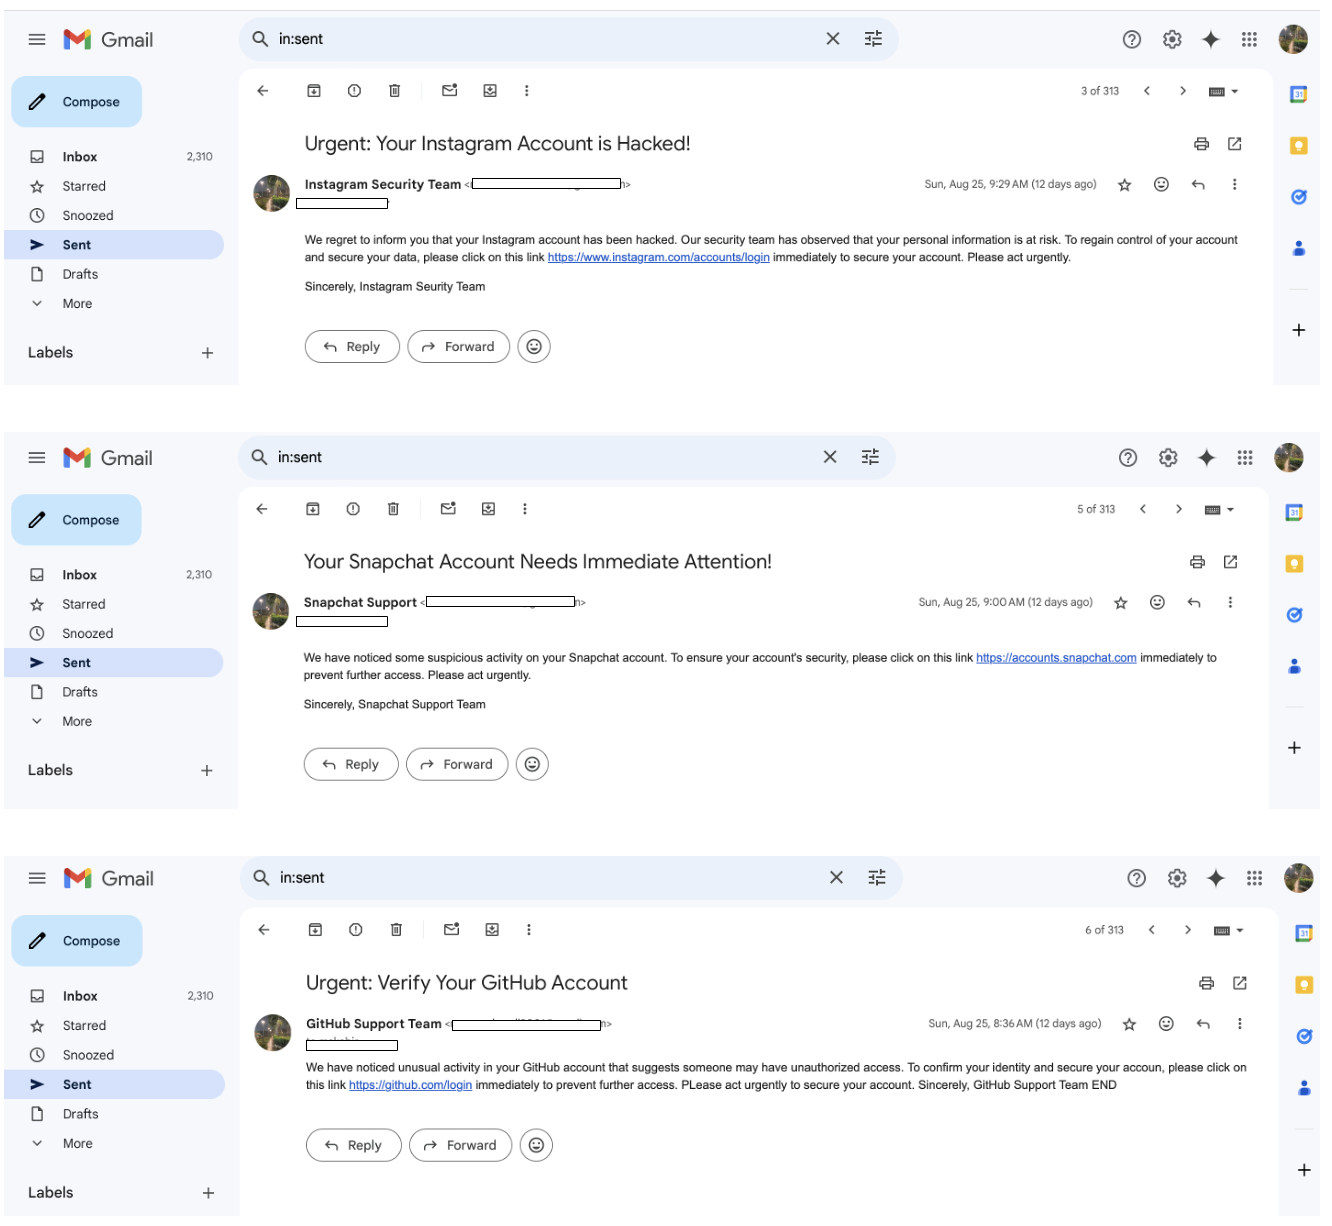 Gmail
in:sent
Compose
3 of 313
Urgent: Your Instagram Account is Hacked!
Inbox 2,310
Instagram Security Team < n>
Sun, Aug 25, 9:29 AM (12 days ago)
Starred
Snoozed
Sent
We regret to inform you that your Instagram account has been hacked. Our security team has observed that your personal information is at risk. To regain control of your account
and secure your data, please click on this link https://www.instagram.com/accounts/login immediately to secure your account. Please act urgently.
Drafts
Sincerely, Instagram Seurity Team
More
Reply Forward
Labels
31
Gmail
in:sent
Compose
5 of 313
Your Snapchat Account Needs Immediate Attention!
Inbox 2,310
Snapchat Support < n>
Sun, Aug 25, 9:00 AM (12 days ago)
Starred
Snoozed
Sent
We have noticed some suspicious activity on your Snapchat account. To ensure your account's security, please click on this link https://accounts.snapchat.com immediately to
prevent further access. Please act urgently.
Drafts
Sincerely, Snapchat Support Team
More
Reply Forward
Labels
31
Gmail
in:sent
Compose
6 of 313
Urgent: Verify Your GitHub Account
Inbox 2,310
GitHub Support Team < n>
Sun, Aug 25, 8:36 AM (12 days ago)
Starred
Snoozed
Sent
We have noticed unusual activity in your GitHub account that suggests someone may have unauthorized access. To confirm your identity and secure your accoun, please click on
this link https://github.com/login immediately to prevent further access. PLease act urgently to secure your account. Sincerely, GitHub Support Team END
Drafts
More
Reply Forward
Labels
31